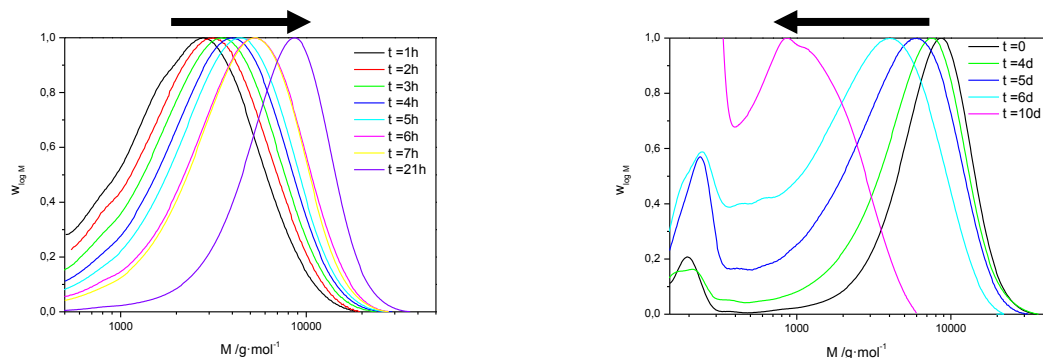 1,0
0,8
0,6
0,4
0,2
0,0
w log M
1000
10000
M /g·mol-1
t =1h
t =2h
t =3h
t =4h
t =5h
t =6h
t =7h
t =21h
1,0
0,8
0,6
0,4
0,2
0,0
w log M
1000
10000
M /g·mol-1
t =0
t =4d
t =5d
t =6d
t =10d